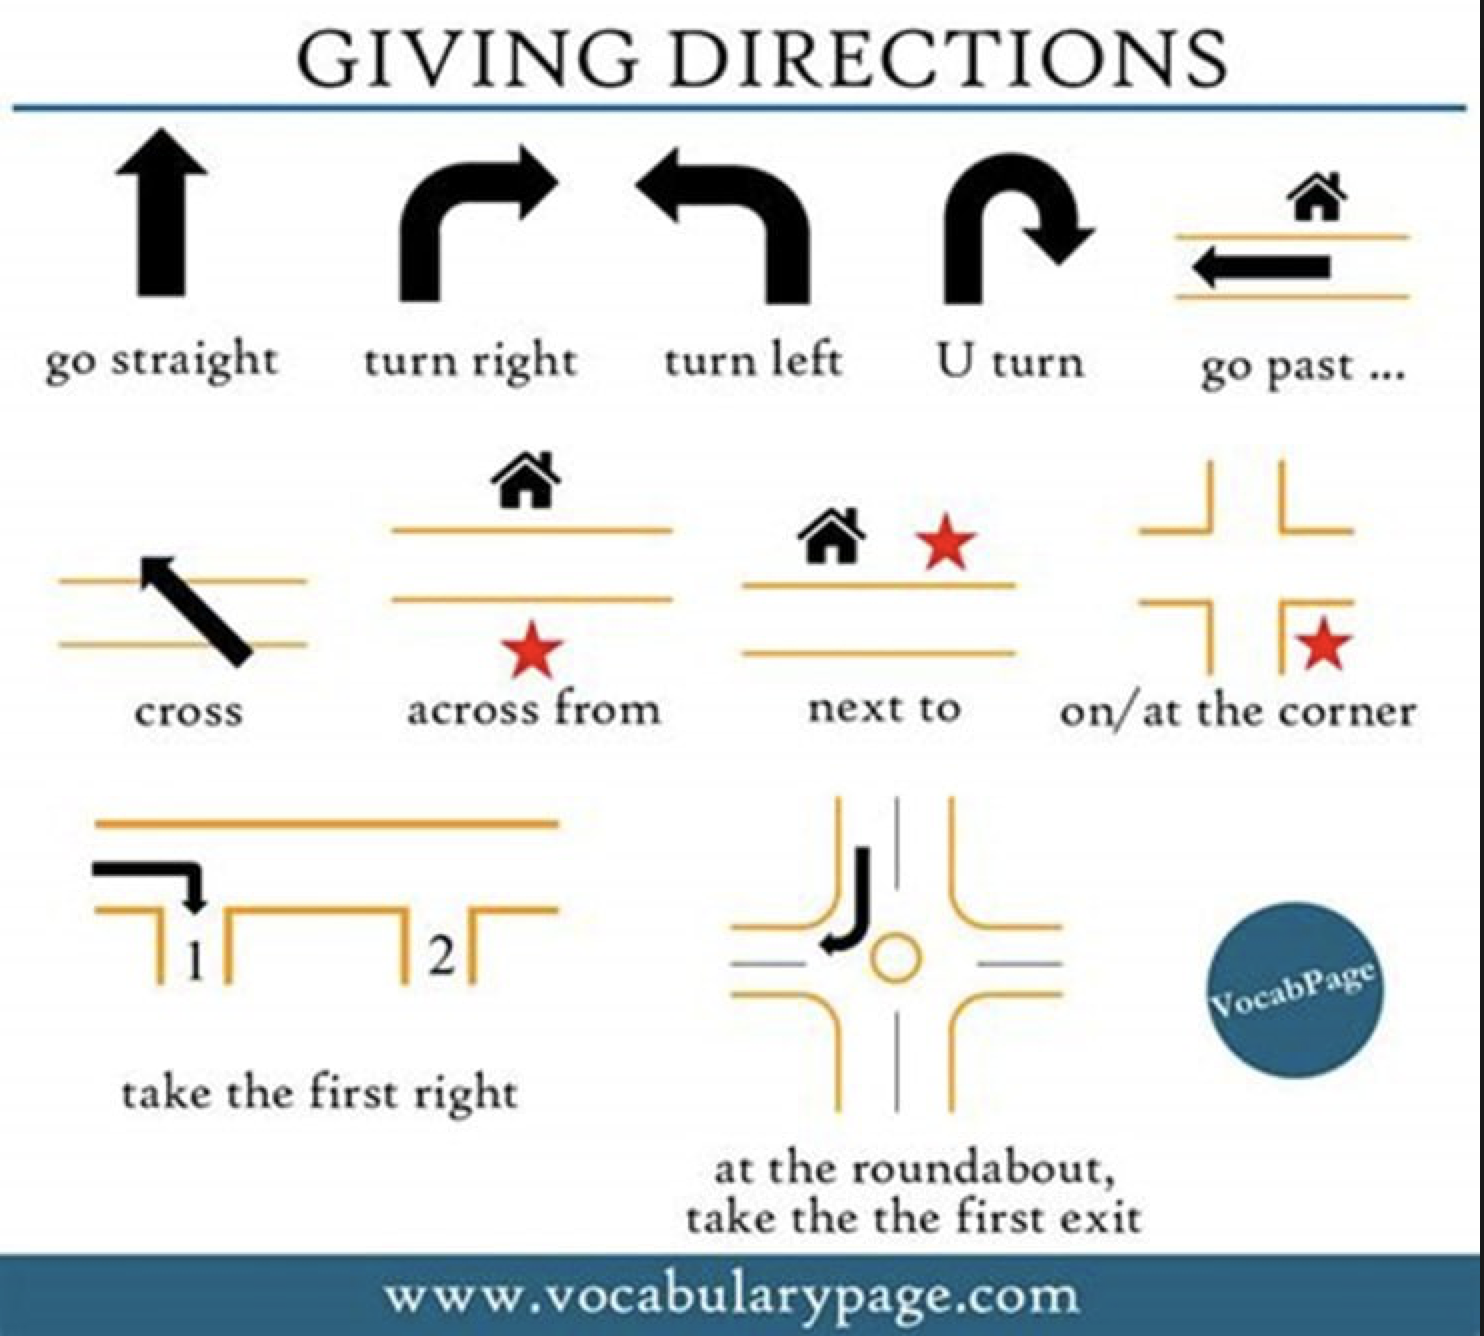 GIVING DIRECTIONS
go straight
turn right
turn left
U turn
go past ...
cross
across from
next to
on/at the corner
1
2
take the first right
at the roundabout,
take the the first exit
VocabPage
www.vocabularypage.com